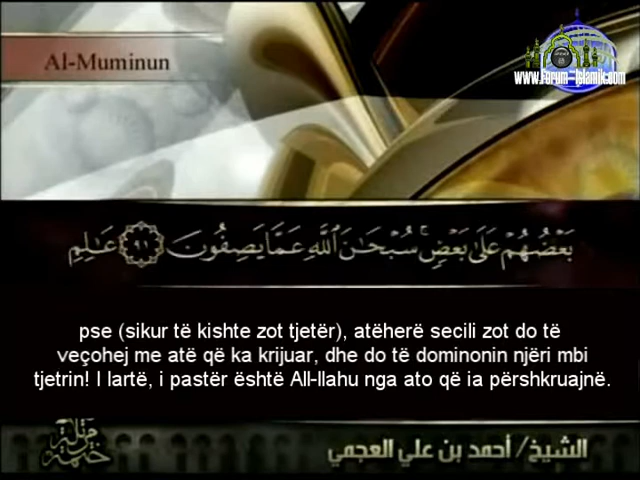 Al-Muminun
www.Forum-Islamik.com
بَعْضُهُمْ عَلَىٰ بَعْضٍ ۚ سُبْحَـٰنَ ٱللَّهِ عَمَّا يَصِفُونَ ٩١ عَـٰلِمِ
pse (sikur të kishte zot tjetër), atëherë secili zot do të
veçohej me atë që ka krijuar, dhe do të dominonin njëri mbi
tjetrin! I lartë, i pastër është All-llahu nga ato që ia përshkruajnë.
ختمة مرتلة
الشيخ/ أحمد بن علي العجمي